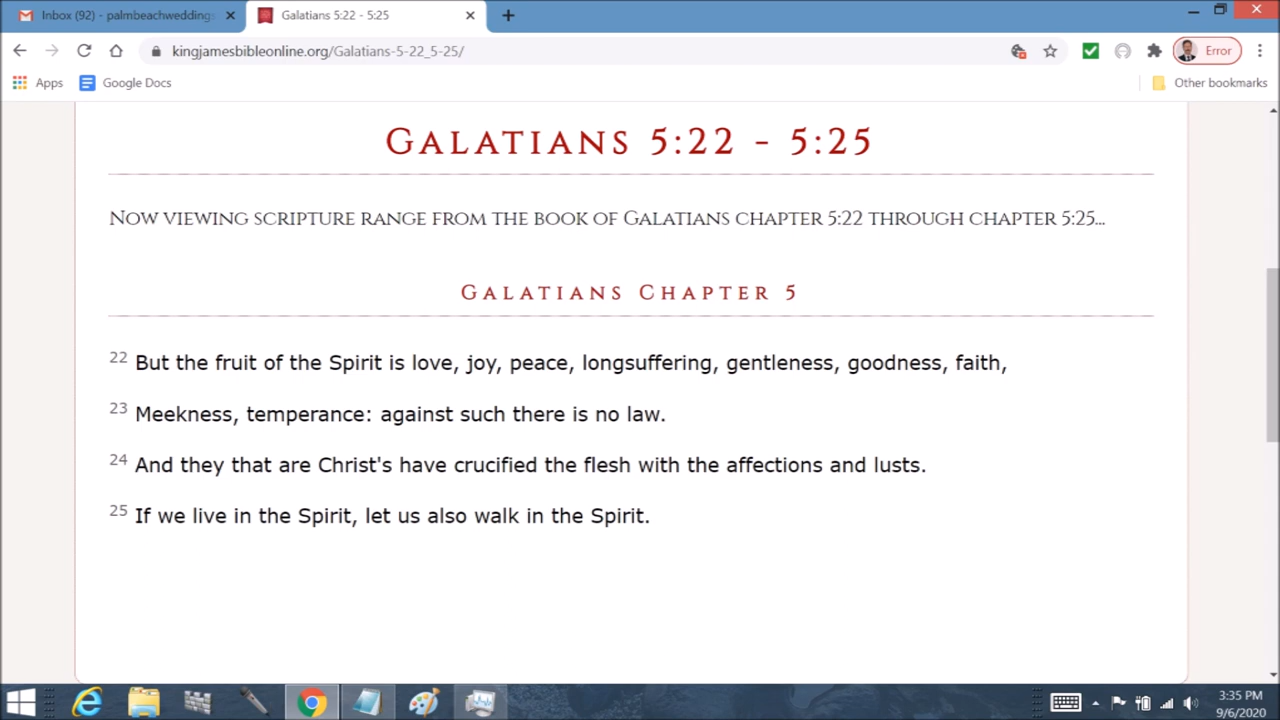 Inbox (92) - palmbeachweddings
Galatians 5:22 - 5:25
kingjamesbibleonline.org/Galatians-5-22_5-25/
Error
Apps
Google Docs
Other bookmarks
Galatians 5:22 - 5:25
Now viewing scripture range from the book of Galatians chapter 5:22 through chapter 5:25...
Galatians Chapter 5
22 But the fruit of the Spirit is love, joy, peace, longsuffering, gentleness, goodness, faith,
23 Meekness, temperance: against such there is no law.
24 And they that are Christ's have crucified the flesh with the affections and lusts.
25 If we live in the Spirit, let us also walk in the Spirit.
3:35 PM
9/6/2020